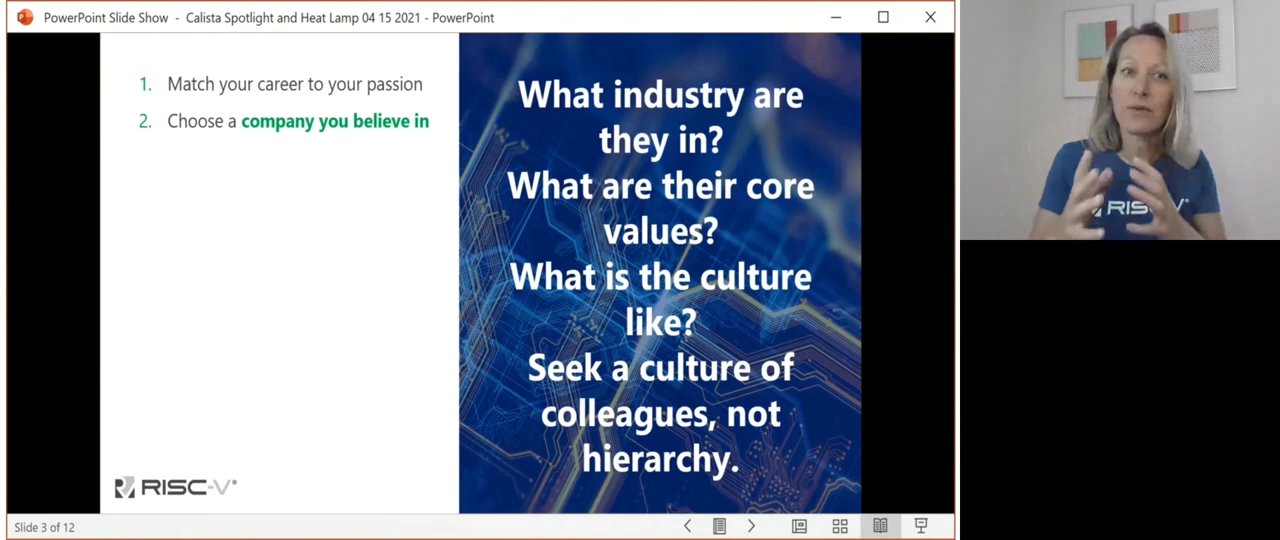 PowerPoint Slide Show - Calista Spotlight and Heat Lamp 04 15 2021 - PowerPoint
1. Match your career to your passion
2. Choose a company you believe in
What industry are
they in?
What are their core
values?
What is the culture
like?
Seek a culture of
colleagues, not
hierarchy.
RISC-V®
Slide 3 of 12
RISC-V